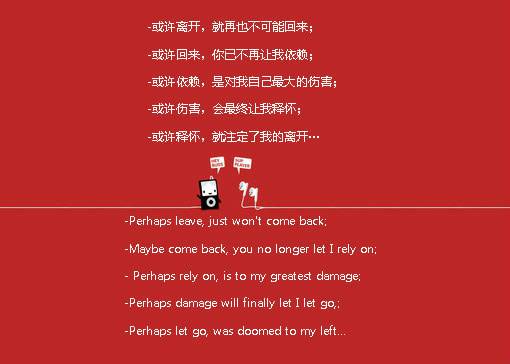 -或许离开，就再也不可能回来；
-或许回来，你已不再让我依赖；
-或许依赖，是对我自己最大的伤害；
-或许伤害，会最终让我释怀；
-或许释怀，就注定了我的离开…
HEY
BUDS
SUP
PLAYER
-Perhaps leave, just won't come back;
-Maybe come back, you no longer let I rely on;
- Perhaps rely on, is to my greatest damage;
-Perhaps damage will finally let I let go,;
-Perhaps let go, was doomed to my left...